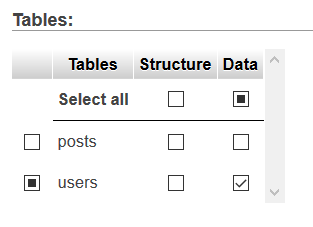 Tables:
Tables Structure Data
Select all
posts
users